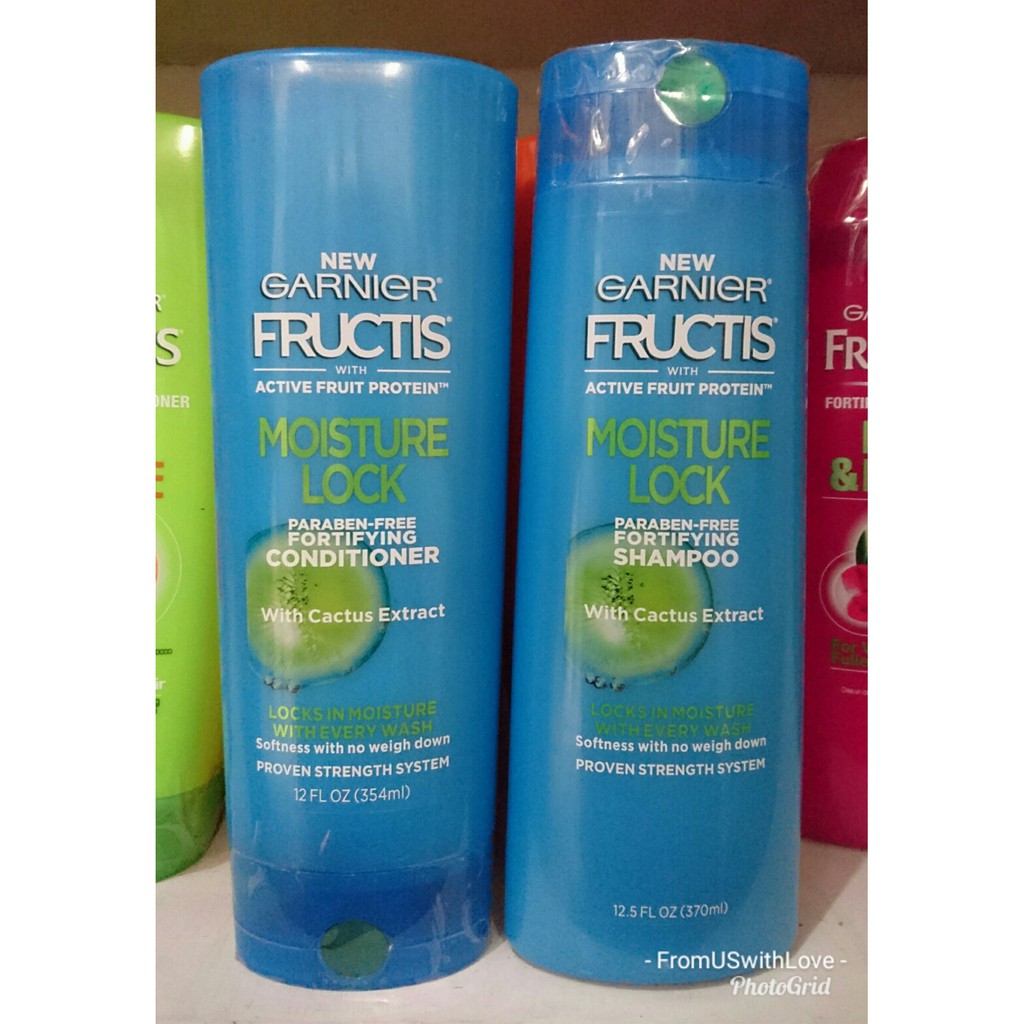 NEW
GARNIER®
FRUCTIS®
WITH
ACTIVE FRUIT PROTEIN™
MOISTURE
LOCK
PARABEN-FREE
FORTIFYING
CONDITIONER
With Cactus Extract
LOCKS IN MOISTURE
WITH EVERY WASH
Softness with no weigh down
PROVEN STRENGTH SYSTEM
12 FL OZ (354ml)
NEW
GARNIER®
FRUCTIS®
WITH
ACTIVE FRUIT PROTEIN™
MOISTURE
LOCK
PARABEN-FREE
FORTIFYING
SHAMPOO
With Cactus Extract
LOCKS IN MOISTURE
WITH EVERY WASH
Softness with no weigh down
PROVEN STRENGTH SYSTEM
12.5 FL OZ (370ml)
- FromUSwithLove -
PhotoGrid